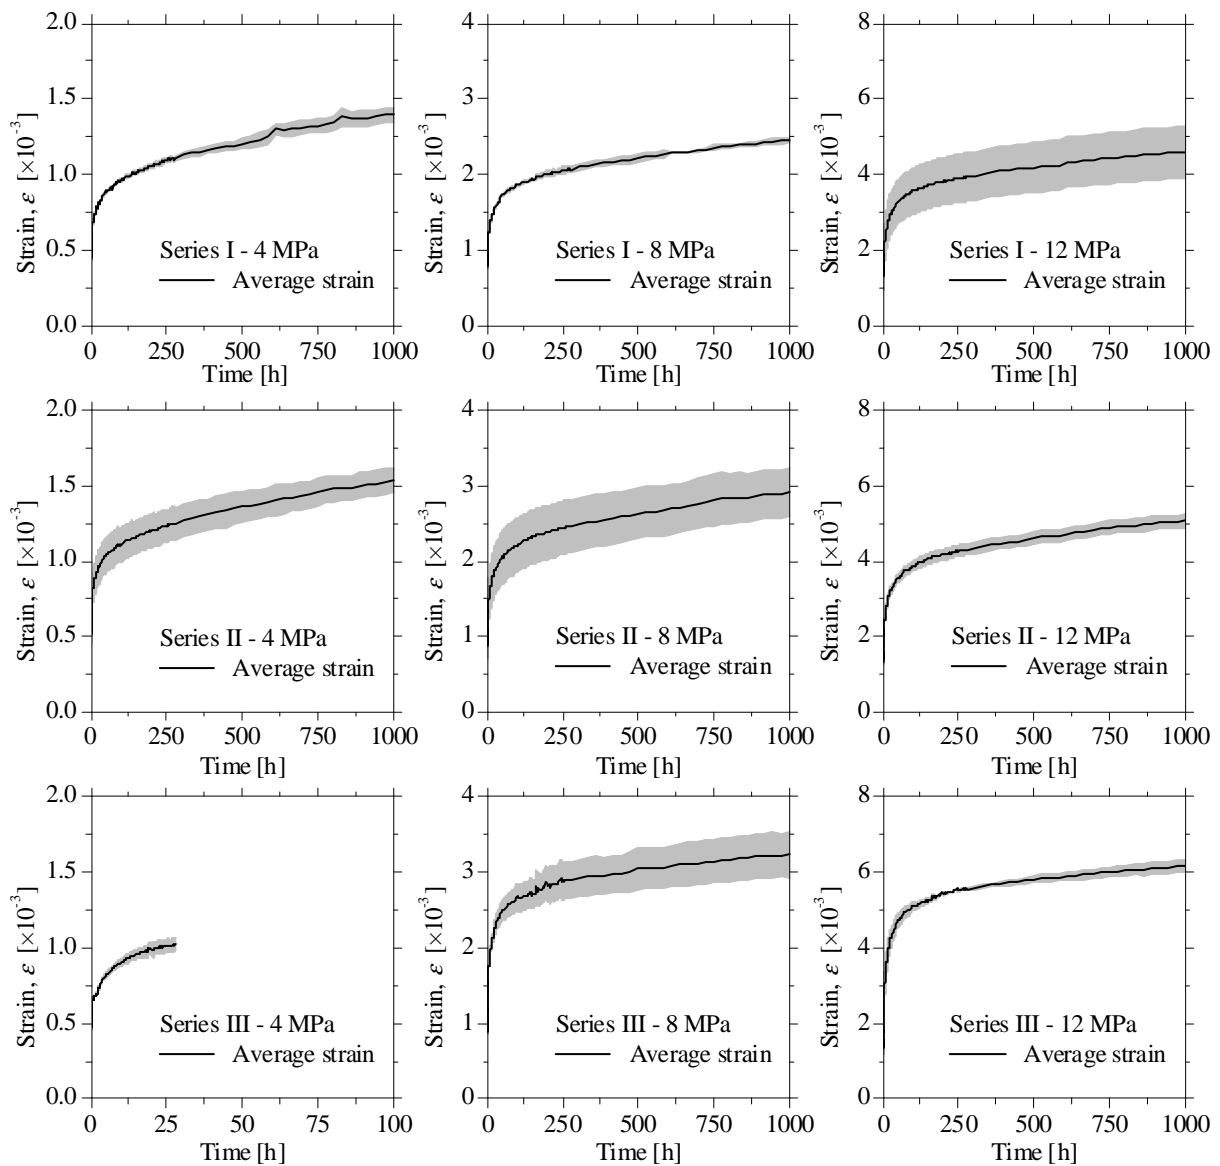 2.0
1.5
1.0
0.5
0.0
Strain, ε [×10⁻³]
Series I - 4 MPa
Average strain
0 250 500 750 1000
Time [h]
4
3
2
1
0
Strain, ε [×10⁻³]
Series I - 8 MPa
Average strain
0 250 500 750 1000
Time [h]
8
6
4
2
0
Strain, ε [×10⁻³]
Series I - 12 MPa
Average strain
0 250 500 750 1000
Time [h]
2.0
1.5
1.0
0.5
0.0
Strain, ε [×10⁻³]
Series II - 4 MPa
Average strain
0 250 500 750 1000
Time [h]
4
3
2
1
0
Strain, ε [×10⁻³]
Series II - 8 MPa
Average strain
0 250 500 750 1000
Time [h]
8
6
4
2
0
Strain, ε [×10⁻³]
Series II - 12 MPa
Average strain
0 250 500 750 1000
Time [h]
2.0
1.5
1.0
0.5
0.0
Strain, ε [×10⁻³]
Series III - 4 MPa
Average strain
0 25 50 75 100
Time [h]
4
3
2
1
0
Strain, ε [×10⁻³]
Series III - 8 MPa
Average strain
0 250 500 750 1000
Time [h]
8
6
4
2
0
Strain, ε [×10⁻³]
Series III - 12 MPa
Average strain
0 250 500 750 1000
Time [h]